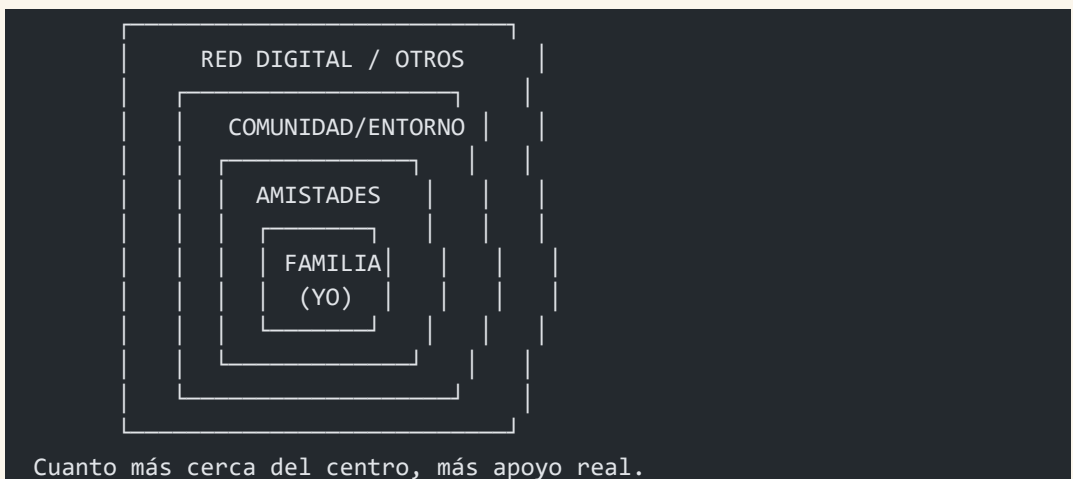 RED DIGITAL / OTROS
COMUNIDAD/ENTORNO
AMISTADES
FAMILIA
(YO)
Cuanto más cerca del centro, más apoyo real.